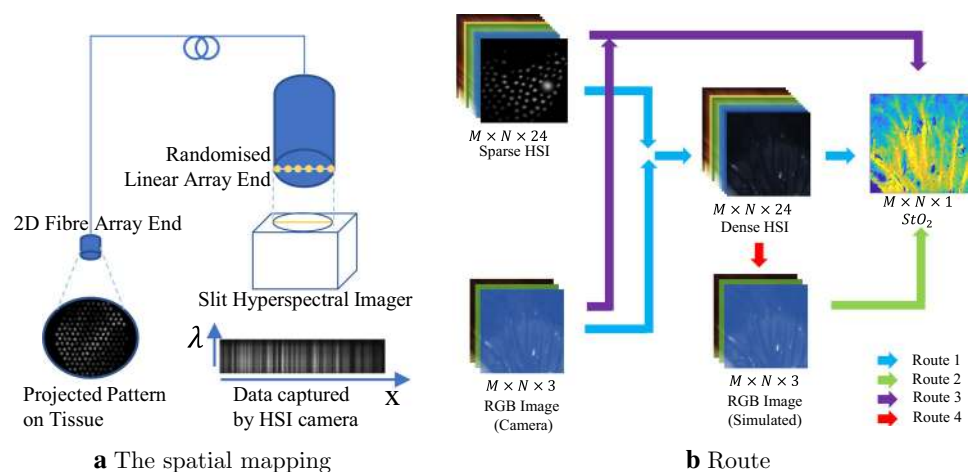 Randomised
Linear Array End
2D Fibre Array End
Slit Hyperspectral Imager
λ
x
Projected Pattern
on Tissue
Data captured
by HSI camera
a The spatial mapping
M × N × 24
Sparse HSI
M × N × 24
Dense HSI
M × N × 1
StO₂
M × N × 3
RGB Image
(Camera)
M × N × 3
RGB Image
(Simulated)
Route 1
Route 2
Route 3
Route 4
b Route